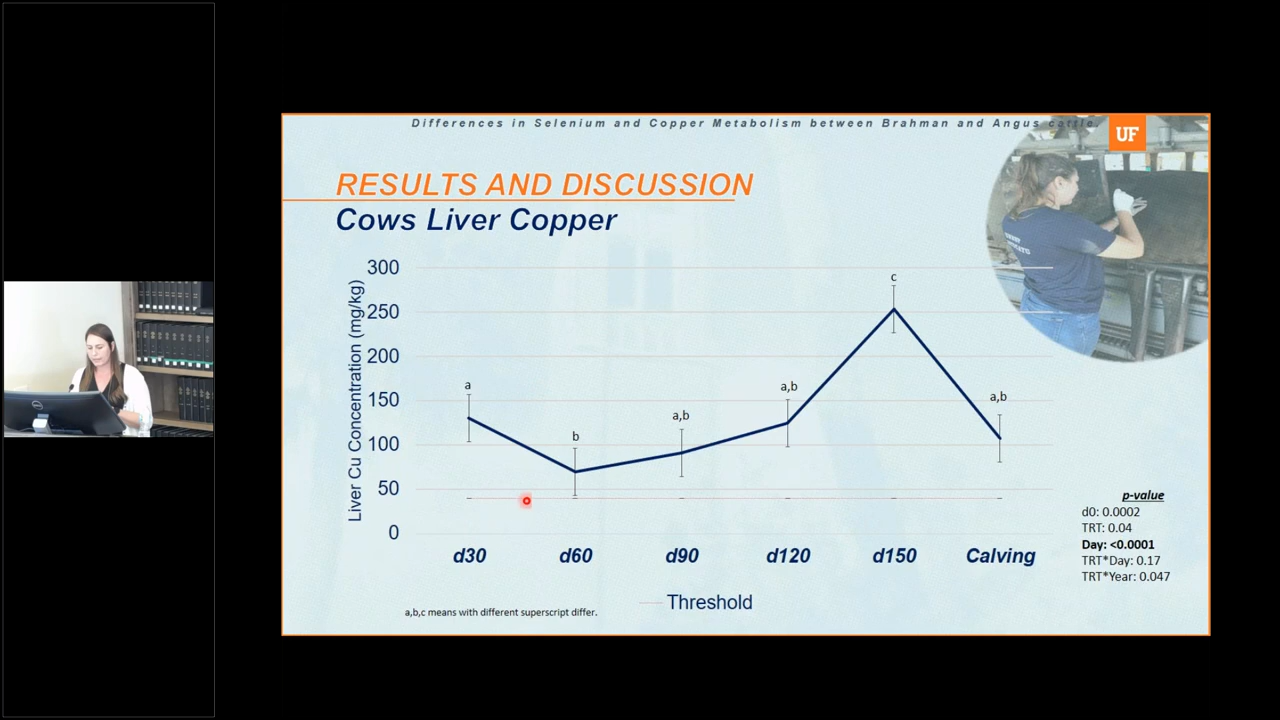 Differences in Selenium and Copper Metabolism between Brahman and Angus cattle.
UF
RESULTS AND DISCUSSION
Cows Liver Copper
Liver Cu Concentration (mg/kg)
300
250
200
150
100
50
0
a
b
a,b
a,b
c
a,b
d30
d60
d90
d120
d150
Calving
Threshold
a,b,c means with different superscript differ.
p-value
d0: 0.0002
TRT: 0.04
Day: <0.0001
TRT*Day: 0.17
TRT*Year: 0.047